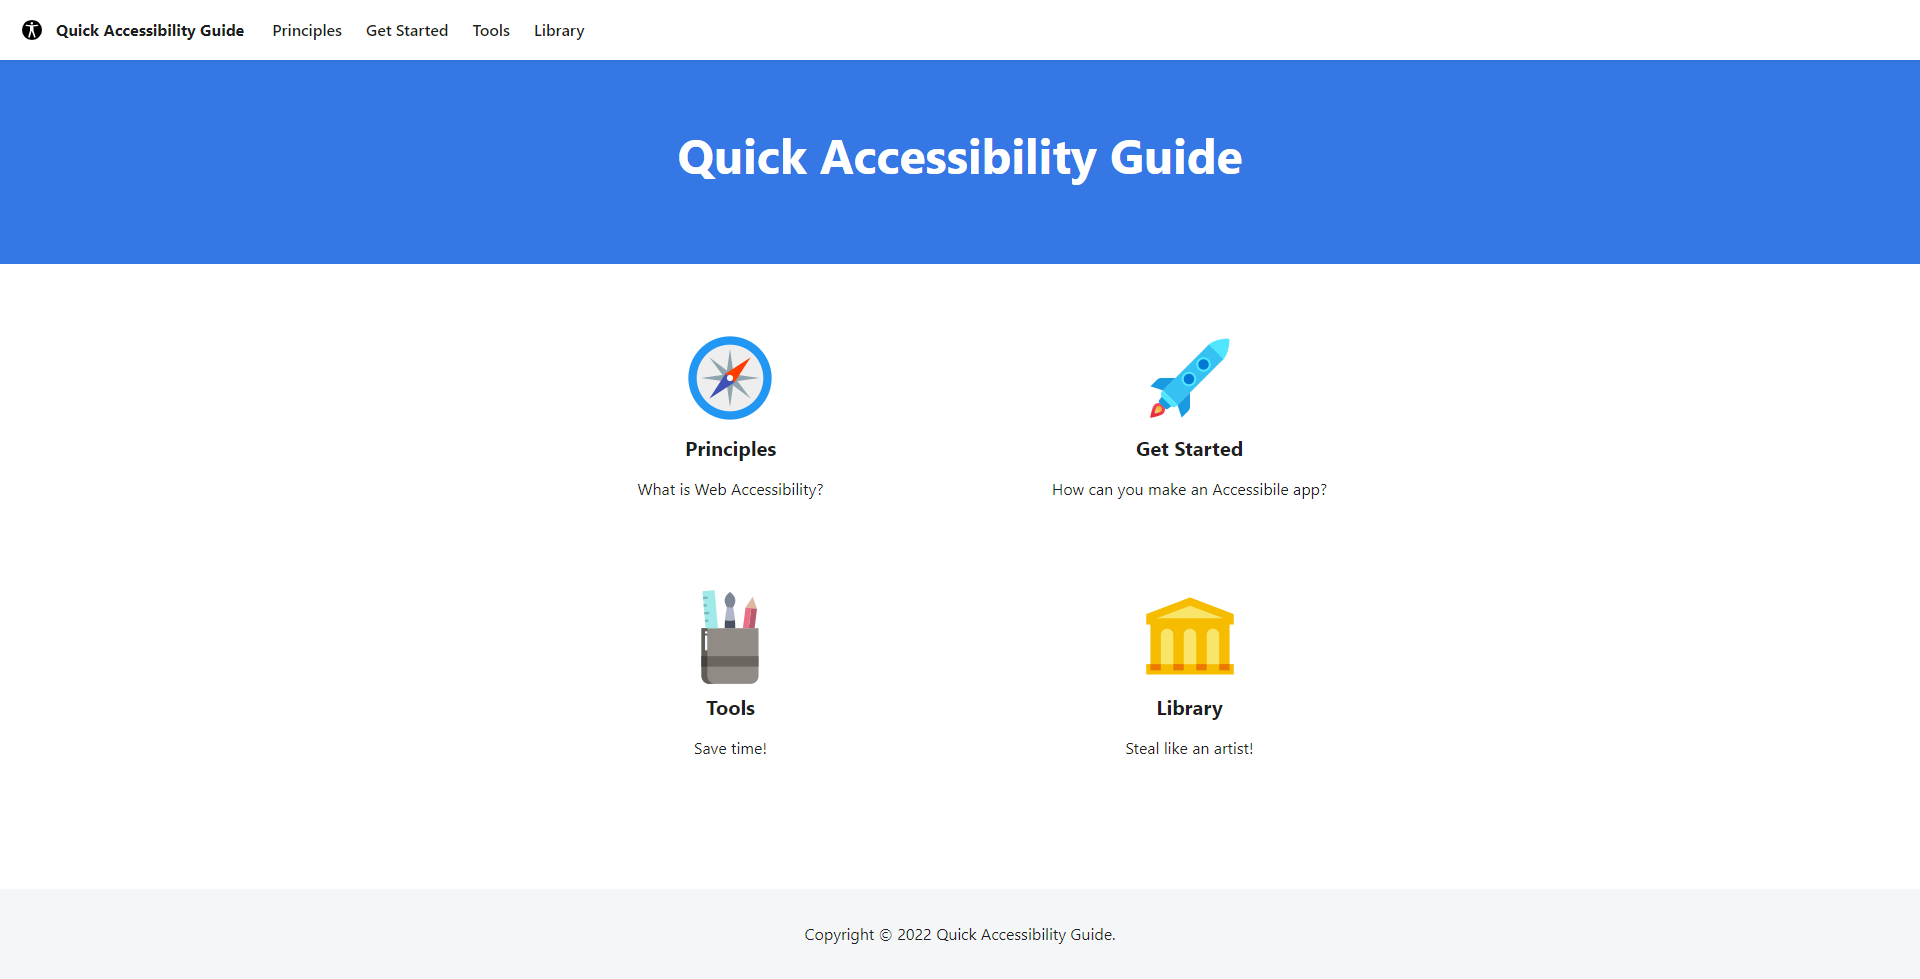 Quick Accessibility Guide Principles Get Started Tools Library
Quick Accessibility Guide
Principles
What is Web Accessibility?
Get Started
How can you make an Accessibile app?
Tools
Save time!
Library
Steal like an artist!
Copyright © 2022 Quick Accessibility Guide.